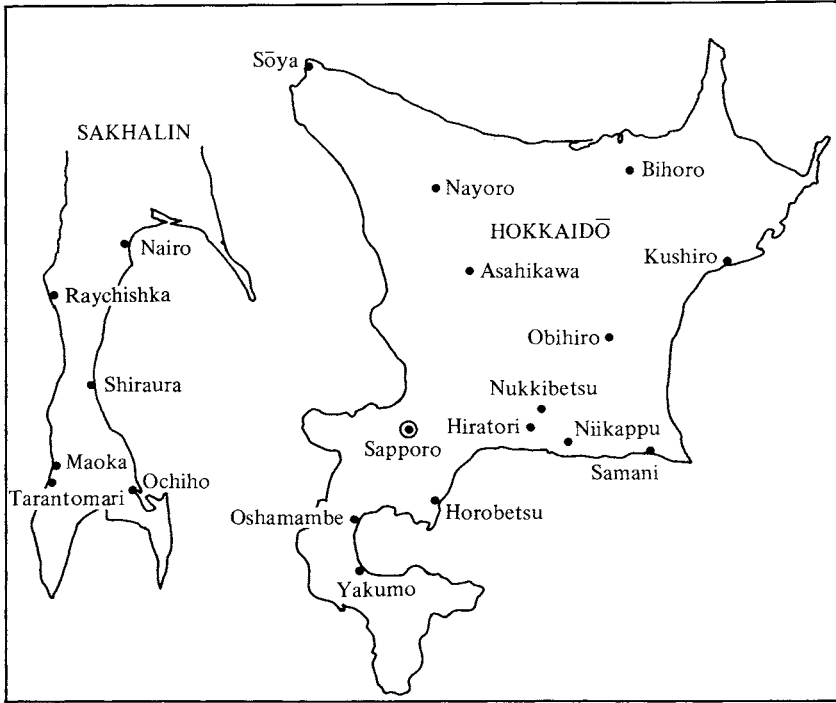 Sōya
SAKHALIN
Bihoro
Nayoro
HOKKAIDŌ
Nairo
Kushiro
Asahikawa
Raychishka
Obihiro
Shiraura
Nukkibetsu
Hiratori
Niikappu
Sapporo
Maoka
Samani
Ochiho
Tarantomari
Horobetsu
Oshamambe
Yakumo